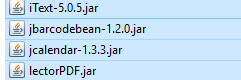 iText-5.0.5.jar
jbarcodebean-1.2.0.jar
jcalendar-1.3.3.jar
lectorPDF.jar